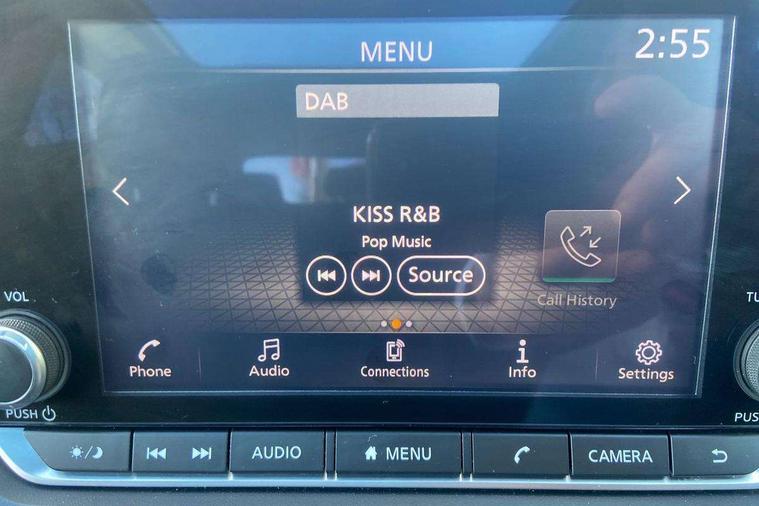 MENU
2:55
DAB
KISS R&B
Pop Music
Source
Call History
VOL
Phone
Audio
Connections
Info
Settings
PUSH
AUDIO
MENU
CAMERA